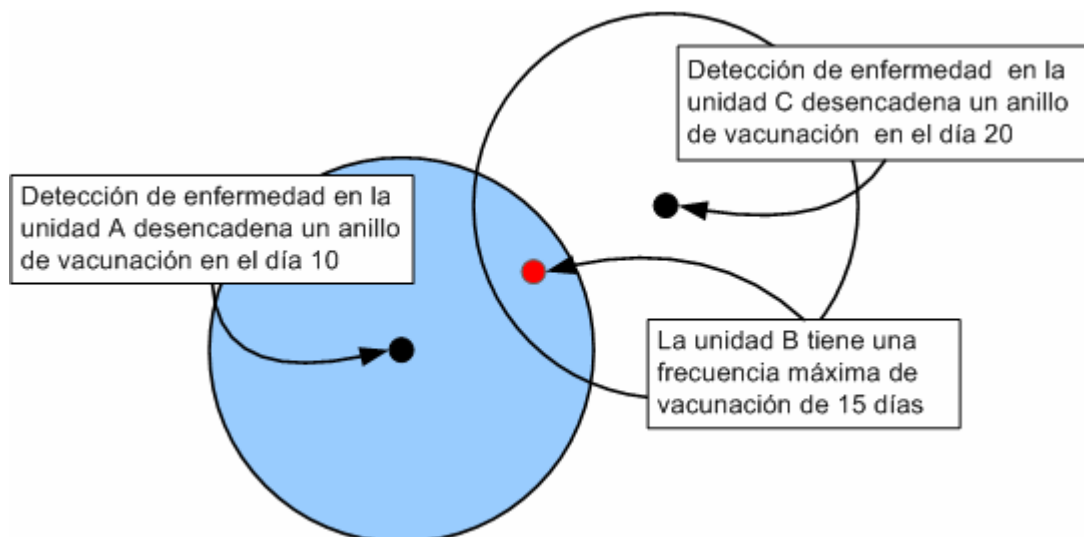 Detección de enfermedad en la
unidad C desencadena un anillo
de vacunación en el día 20
Detección de enfermedad en la
unidad A desencadena un anillo
de vacunación en el día 10
La unidad B tiene una
frecuencia máxima de
vacunación de 15 días